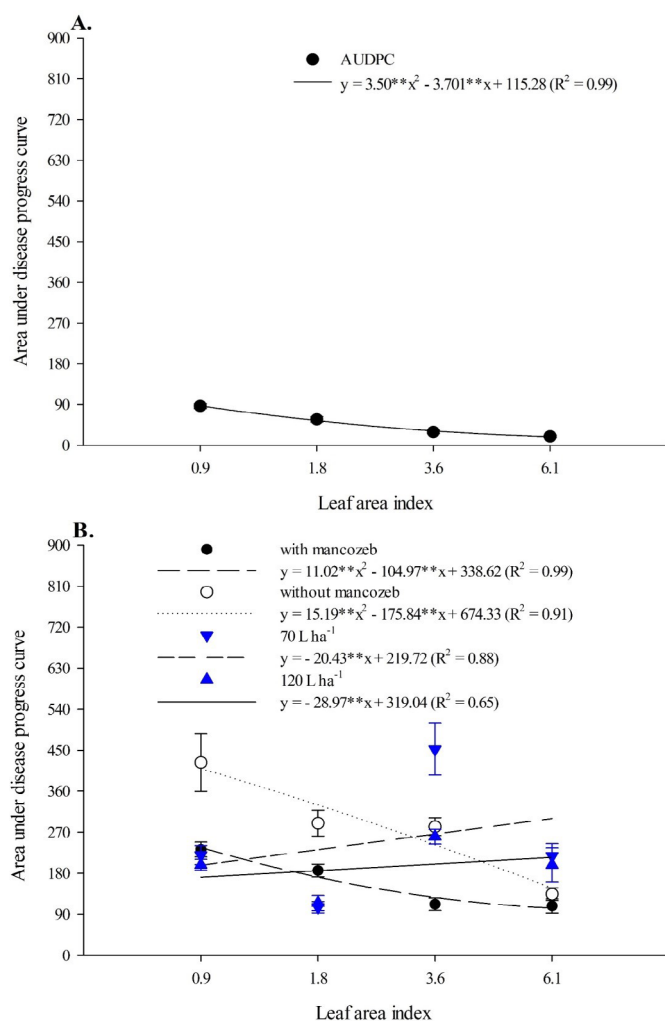 A.
900
810
720
630
540
450
360
270
180
90
0
Area under disease progress curve
AUDPC
y = 3.50**x² - 3.701**x + 115.28 (R² = 0.99)
0.9 1.8 3.6 6.1
Leaf area index
B.
900
810
720
630
540
450
360
270
180
90
0
Area under disease progress curve
with mancozeb
y = 11.02**x² - 104.97**x + 338.62 (R² = 0.99)
without mancozeb
y = 15.19**x² - 175.84**x + 674.33 (R² = 0.91)
70 L ha⁻¹
y = - 20.43**x + 219.72 (R² = 0.88)
120 L ha⁻¹
y = - 28.97**x + 319.04 (R² = 0.65)
0.9 1.8 3.6 6.1
Leaf area index